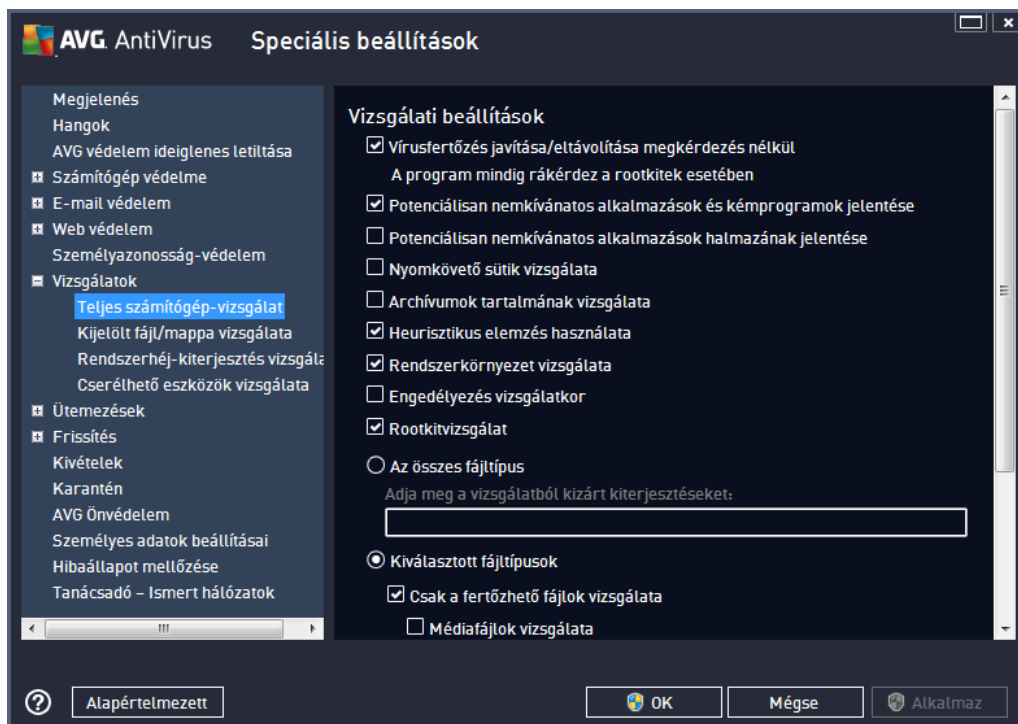 AVG. AntiVirus
Speciális beállítások
Megjelenés
Hangok
AVG védelem ideiglenes letiltása
Számítógép védelme
E-mail védelem
Web védelem
Személyazonosság-védelem
Vizsgálatok
Teljes számítógép-vizsgálat
Kijelölt fájl/mappa vizsgálata
Rendszerhéj-kiterjesztés vizsgála
Cserélhető eszközök vizsgálata
Ütemezések
Frissítés
Kivételek
Karantén
AVG Önvédelem
Személyes adatok beállításai
Hibaállapot mellőzése
Tanácsadó – Ismert hálózatok
Vizsgálati beállítások
Vírusfertőzés javítása/eltávolítása megkérdezés nélkül
A program mindig rákérdez a rootkitek esetében
Potenciálisan nemkívánatos alkalmazások és kémprogramok jelentése
Potenciálisan nemkívánatos alkalmazások halmazának jelentése
Nyomkövető sütik vizsgálata
Archívumok tartalmának vizsgálata
Heurisztikus elemzés használata
Rendszerkörnyezet vizsgálata
Engedélyezés vizsgálatkor
Rootkitvizsgálat
Az összes fájltípus
Adja meg a vizsgálatból kizárt kiterjesztéseket:
Kiválasztott fájltípusok
Csak a fertőzhető fájlok vizsgálata
Médiafájlok vizsgálata
? Alapértelmezett
OK
Mégse
Alkalmaz